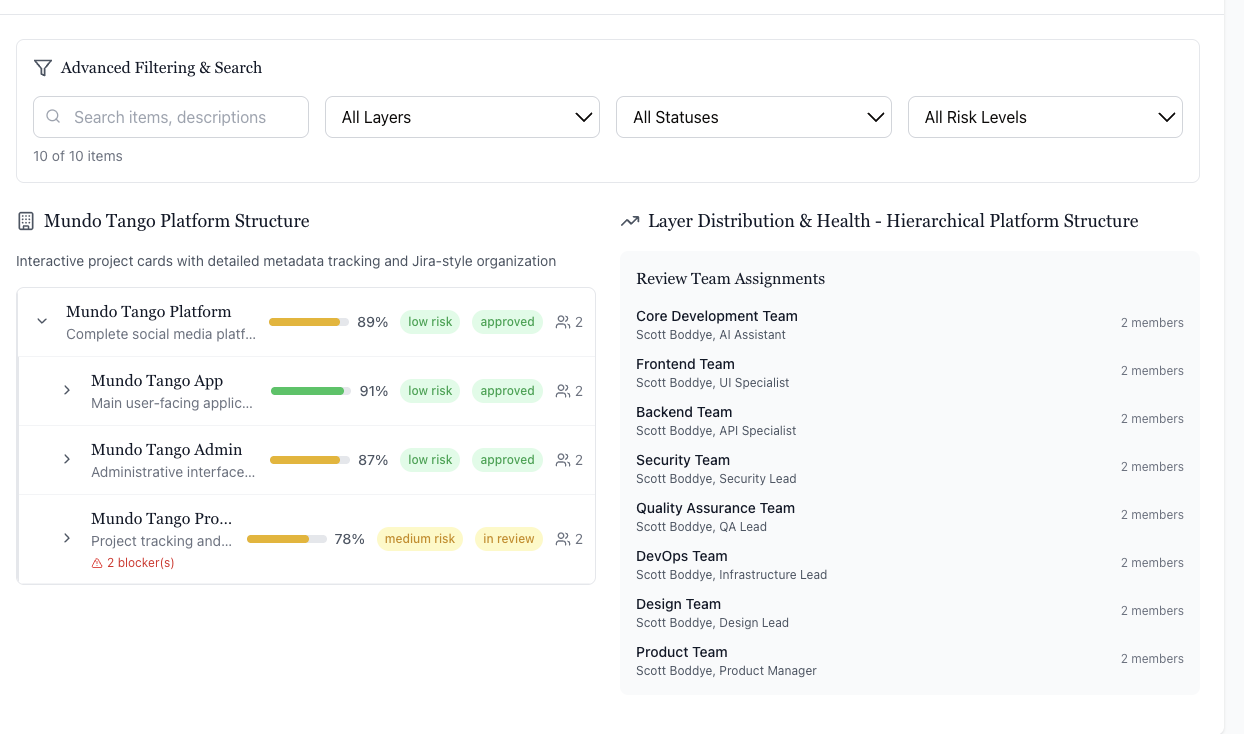 Advanced Filtering & Search
Search items, descriptions
All Layers
All Statuses
All Risk Levels
10 of 10 items
Mundo Tango Platform Structure
Interactive project cards with detailed metadata tracking and Jira-style organization
Mundo Tango Platform
Complete social media platf...
89%
low risk
approved
2
Mundo Tango App
Main user-facing applic...
91%
low risk
approved
2
Mundo Tango Admin
Administrative interface...
87%
low risk
approved
2
Mundo Tango Pro...
Project tracking and...
2 blocker(s)
78%
medium risk
in review
2
Layer Distribution & Health - Hierarchical Platform Structure
Review Team Assignments
Core Development Team
Scott Boddye, AI Assistant
2 members
Frontend Team
Scott Boddye, UI Specialist
2 members
Backend Team
Scott Boddye, API Specialist
2 members
Security Team
Scott Boddye, Security Lead
2 members
Quality Assurance Team
Scott Boddye, QA Lead
2 members
DevOps Team
Scott Boddye, Infrastructure Lead
2 members
Design Team
Scott Boddye, Design Lead
2 members
Product Team
Scott Boddye, Product Manager
2 members